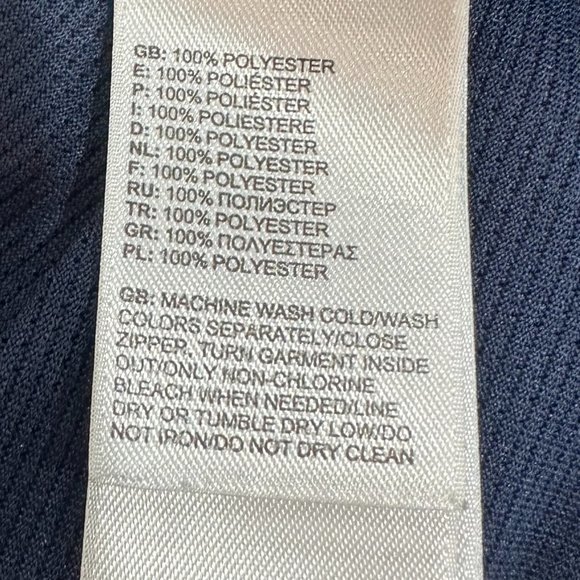 GB: 100% POLYESTER
E: 100% POLIÉSTER
P: 100% POLIÉSTER
I: 100% POLIESTERE
D: 100% POLYESTER
NL: 100% POLYESTER
F: 100% POLYESTER
RU: 100% ПОЛИЭСТЕР
TR: 100% POLYESTER
GR: 100% ΠΟΛΥΕΣΤΕΡΑΣ
PL: 100% POLYESTER
GB: MACHINE WASH COLD/WASH
COLORS SEPARATELY/CLOSE
ZIPPER, TURN GARMENT INSIDE
OUT/ONLY NON-CHLORINE
BLEACH WHEN NEEDED/LINE
DRY OR TUMBLE DRY LOW/DO
NOT IRON/DO NOT DRY CLEAN